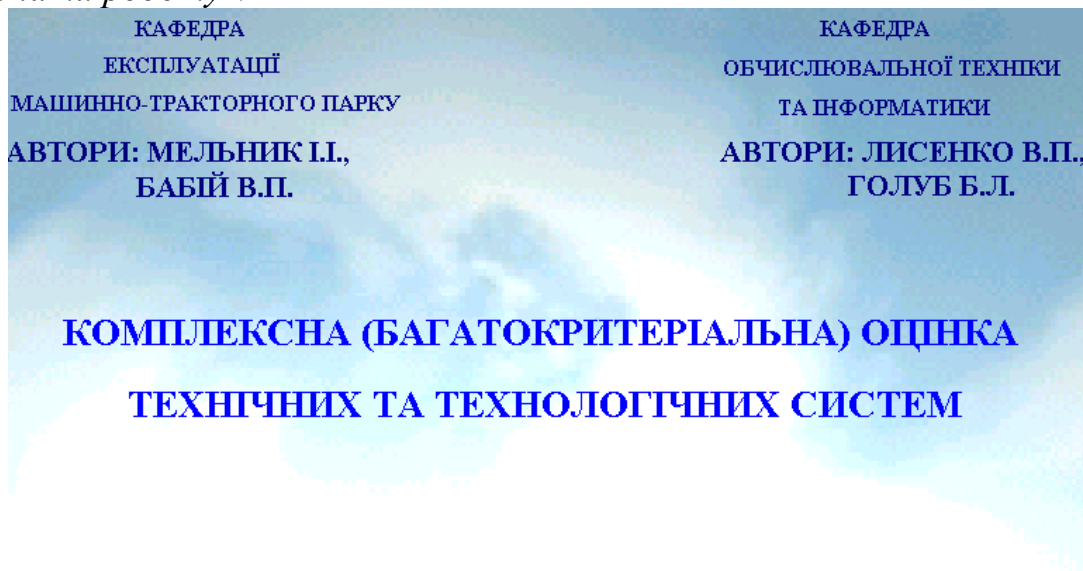 КАФЕДРА
ЕКСПЛУАТАЦІЇ
МАШИННО-ТРАКТОРНОГО ПАРКУ
АВТОРИ: МЕЛЬНИК І.І.,
БАБІЙ В.П.
КАФЕДРА
ОБЧИСЛЮВАЛЬНОЇ ТЕХНІКИ
ТА ІНФОРМАТИКИ
АВТОРИ: ЛИСЕНКО В.П.,
ГОЛУБ Б.Л.
КОМПЛЕКСНА (БАГАТОКРИТЕРІАЛЬНА) ОЦІНКА
ТЕХНІЧНИХ ТА ТЕХНОЛОГІЧНИХ СИСТЕМ